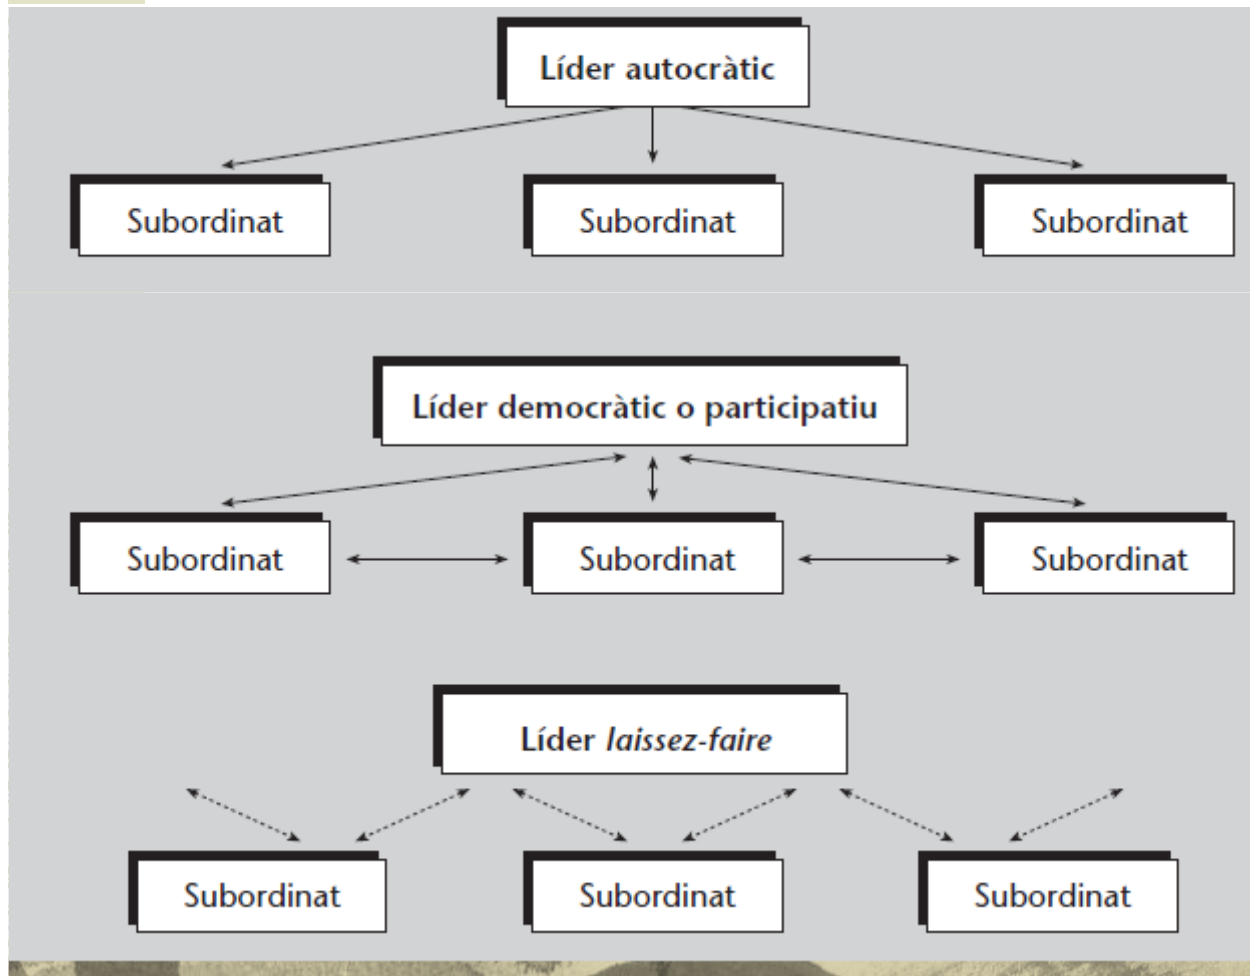 Líder autocràtic
Subordinat Subordinat Subordinat
Líder democràtic o participatiu
Subordinat Subordinat Subordinat
Líder laissez-faire
Subordinat Subordinat Subordinat